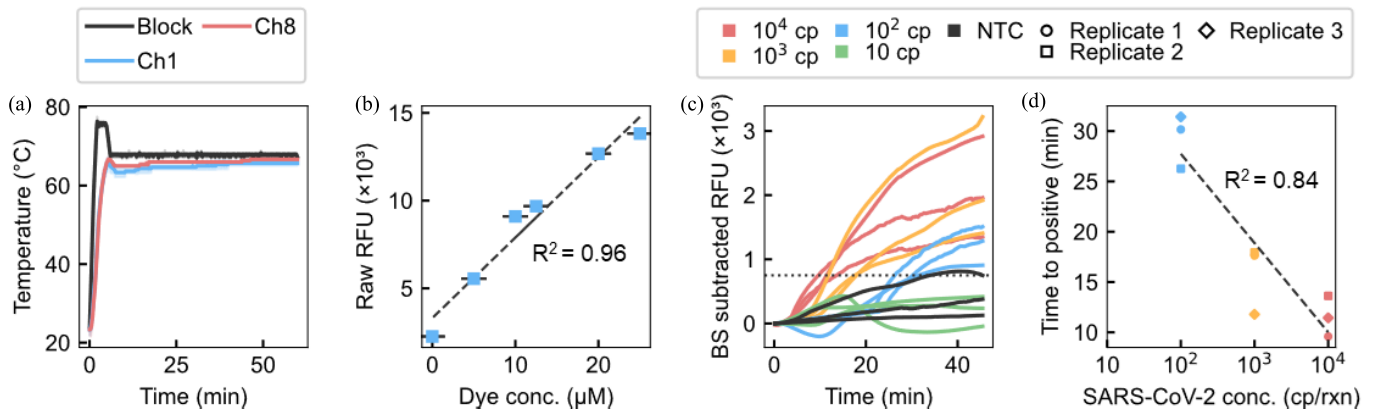 Block Ch8
Ch1
10⁴ cp 10² cp NTC Replicate 1 Replicate 3
10³ cp 10 cp Replicate 2
(a)
80
60
40
20
Temperature (°C)
0 25 50
Time (min)
(b)
15
10
5
Raw RFU (×10³)
R² = 0.96
0 10 20
Dye conc. (µM)
(c)
3
2
1
0
BS subtracted RFU (×10³)
0 20 40
Time (min)
(d)
30
25
20
15
10
Time to positive (min)
R² = 0.84
10 10² 10³ 10⁴
SARS-CoV-2 conc. (cp/rxn)